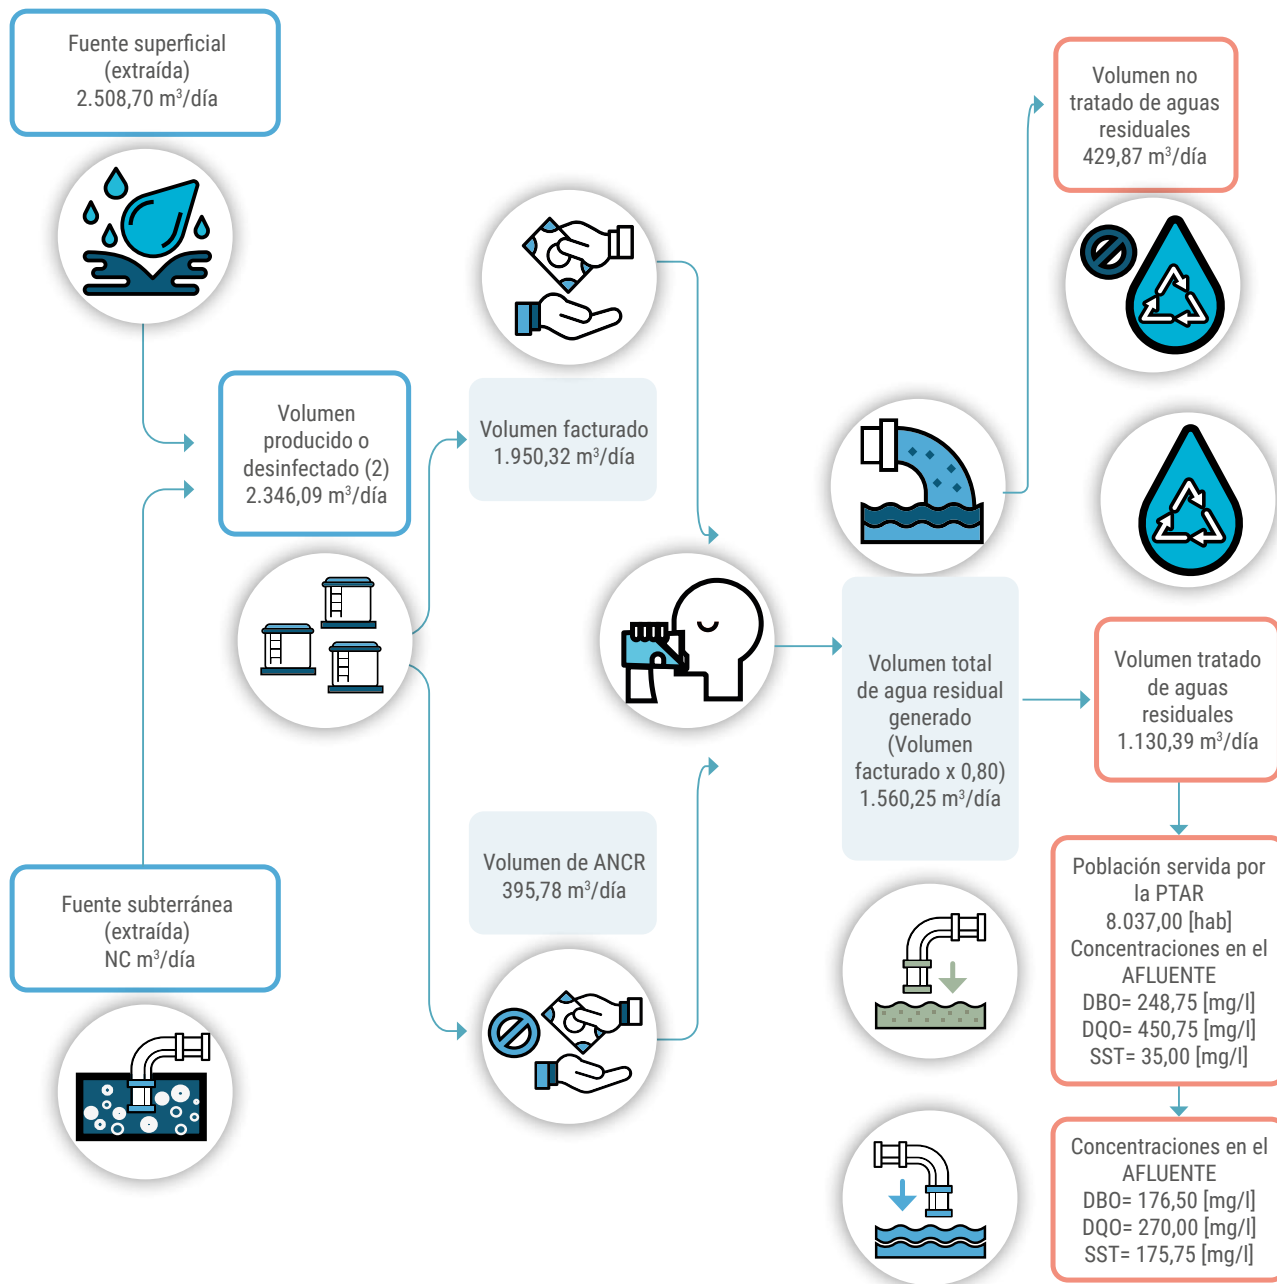 Fuente superficial
(extraída)
2.508,70 m³/día
Fuente subterránea
(extraída)
NC m³/día
Volumen
producido o
desinfectado (2)
2.346,09 m³/día
Volumen facturado
1.950,32 m³/día
Volumen de ANCR
395,78 m³/día
Volumen total
de agua residual
generado
(Volumen
facturado x 0,80)
1.560,25 m³/día
Volumen no
tratado de aguas
residuales
429,87 m³/día
Volumen tratado
de aguas
residuales
1.130,39 m³/día
Población servida por
la PTAR
8.037,00 [hab]
Concentraciones en el
AFLUENTE
DBO= 248,75 [mg/l]
DQO= 450,75 [mg/l]
SST= 35,00 [mg/l]
Concentraciones en el
AFLUENTE
DBO= 176,50 [mg/l]
DQO= 270,00 [mg/l]
SST= 175,75 [mg/l]